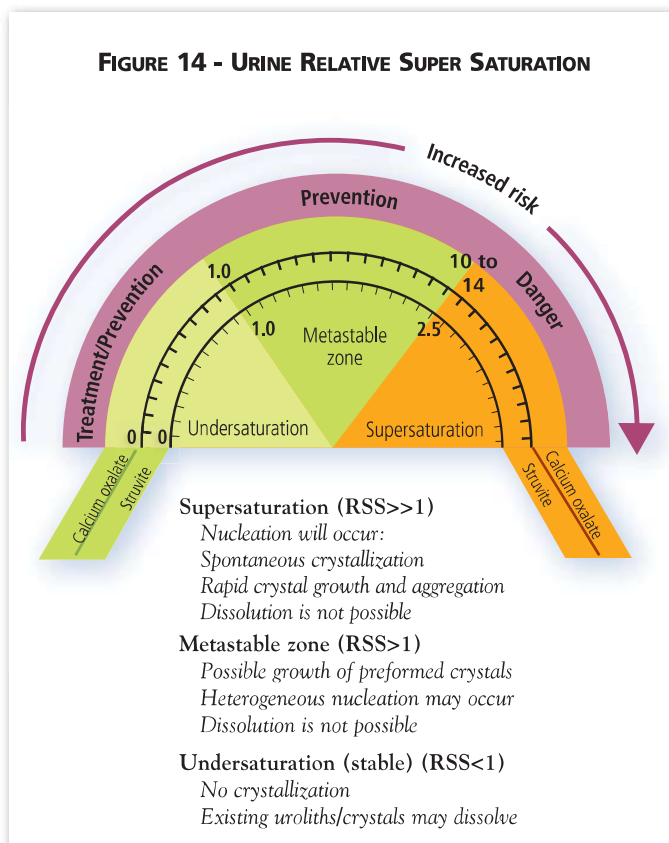 FIGURE 14 - URINE RELATIVE SUPER SATURATION
Increased risk
Prevention
Treatment/Prevention
Danger
1.0
10 to
14
1.0
2.5
Metastable
zone
Undersaturation
Supersaturation
0
0
Calcium oxalate
Struvite
Struvite
Calcium oxalate
Supersaturation (RSS>>1)
Nucleation will occur:
Spontaneous crystallization
Rapid crystal growth and aggregation
Dissolution is not possible
Metastable zone (RSS>1)
Possible growth of preformed crystals
Heterogeneous nucleation may occur
Dissolution is not possible
Undersaturation (stable) (RSS<1)
No crystallization
Existing uroliths/crystals may dissolve